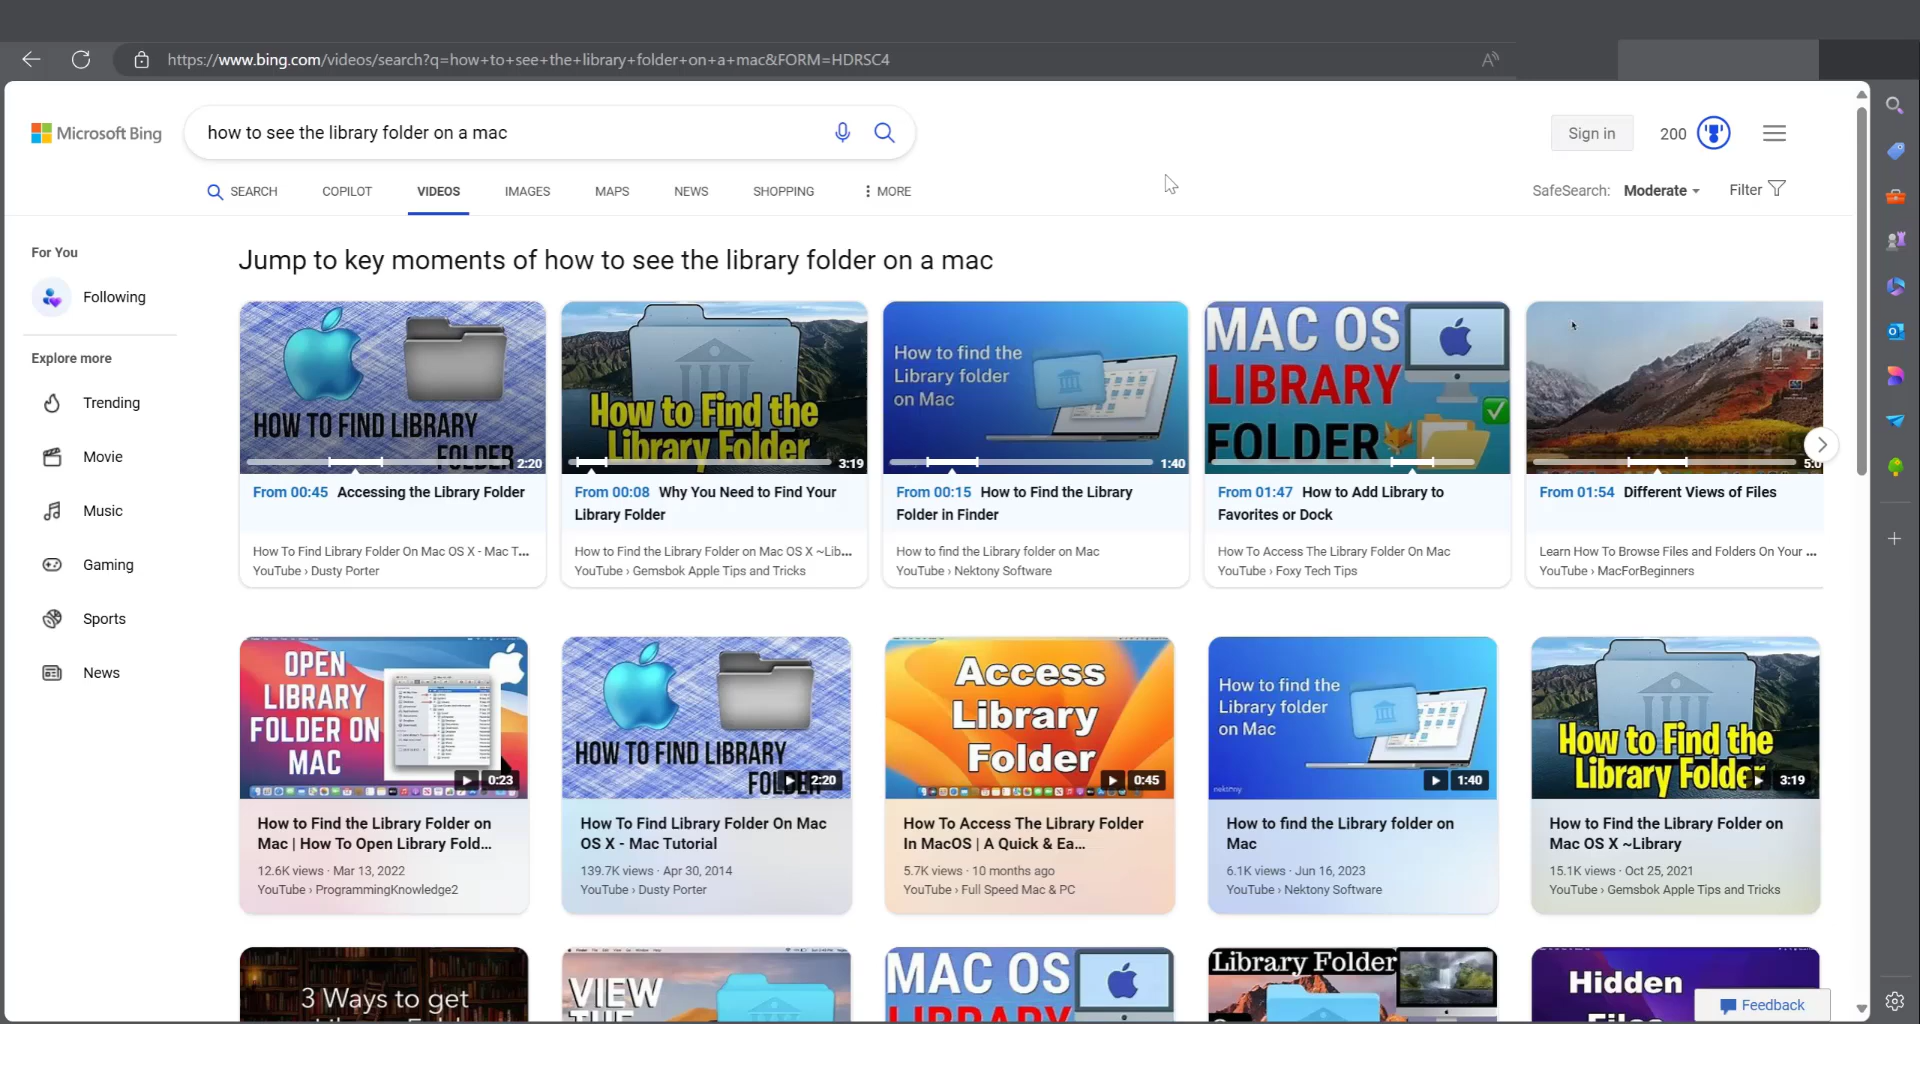 https://www.bing.com/videos/search?q=how+to+see+the+library+folder+on+a+mac&FORM=HDRSC4
Microsoft Bing
how to see the library folder on a mac
Sign in
200
SEARCH
COPILOT
VIDEOS
IMAGES
MAPS
NEWS
SHOPPING
MORE
SafeSearch: Moderate
Filter
For You
Following
Explore more
Trending
Movie
Music
Gaming
Sports
News
Jump to key moments of how to see the library folder on a mac
HOW TO FIND LIBRARY
FOLDER
2:20
From 00:45 Accessing the Library Folder
How To Find Library Folder On Mac OS X - Mac T...
YouTube › Dusty Porter
How to Find the
Library Folder
3:19
From 00:08 Why You Need to Find Your
Library Folder
How to Find the Library Folder on Mac OS X ~Lib...
YouTube › Gemsbok Apple Tips and Tricks
How to find the
Library folder
on Mac
1:40
From 00:15 How to Find the Library
Folder in Finder
How to find the Library folder on Mac
YouTube › Nektony Software
MAC OS
LIBRARY
FOLDER
From 01:47 How to Add Library to
Favorites or Dock
How To Access The Library Folder On Mac
YouTube › Foxy Tech Tips
5:0
From 01:54 Different Views of Files
Learn How To Browse Files and Folders On Your ...
YouTube › MacForBeginners
OPEN
LIBRARY
FOLDER ON
MAC
0:23
How to Find the Library Folder on
Mac | How To Open Library Fold...
12.6K views · Mar 13, 2022
YouTube › ProgrammingKnowledge2
HOW TO FIND LIBRARY
FOLDER
2:20
How To Find Library Folder On Mac
OS X - Mac Tutorial
139.7K views · Apr 30, 2014
YouTube › Dusty Porter
Access
Library
Folder
0:45
How To Access The Library Folder
In MacOS | A Quick & Ea...
5.7K views · 10 months ago
YouTube › Full Speed Mac & PC
How to find the
Library folder
on Mac
nektony
1:40
How to find the Library folder on
Mac
6.1K views · Jun 16, 2023
YouTube › Nektony Software
How to Find the
Library Folder
3:19
How to Find the Library Folder on
Mac OS X ~Library
15.1K views · Oct 25, 2021
YouTube › Gemsbok Apple Tips and Tricks
3 Ways to get
VIEW
THE
MAC OS
LIBRARY
Library Folder
Hidden
Files
Feedback